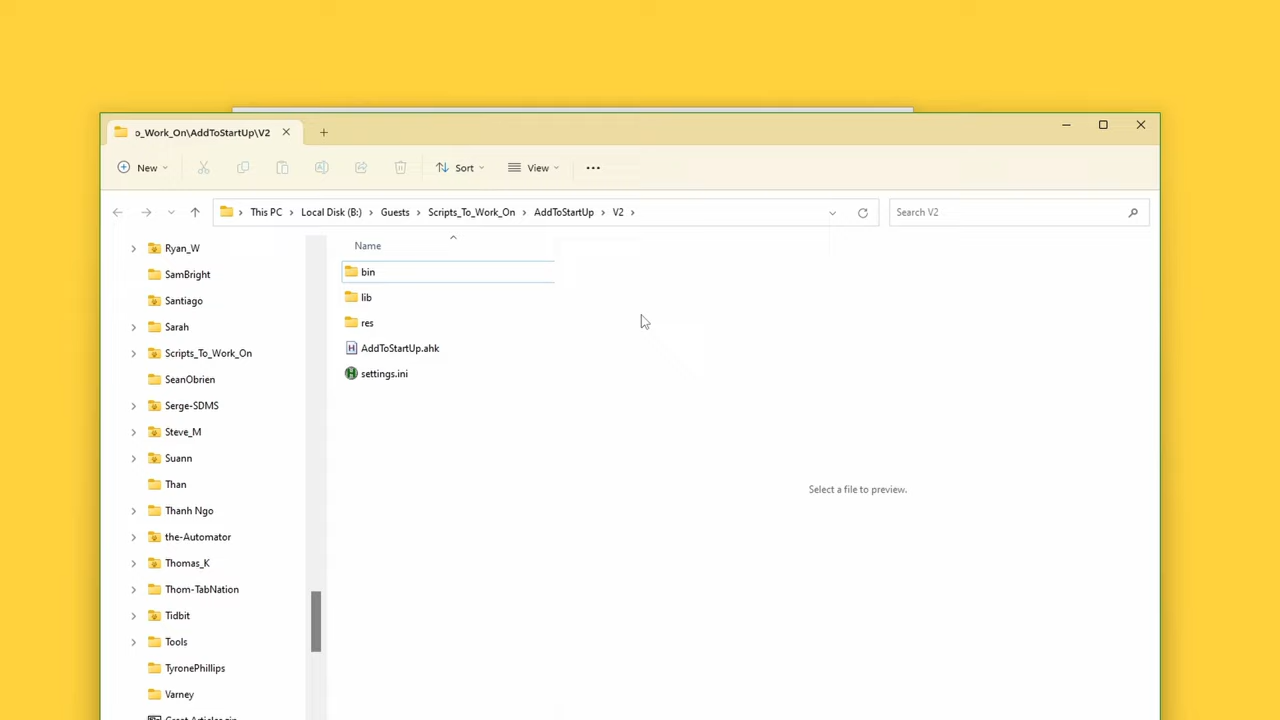 o_Work_On\AddToStartUp\V2
New
Sort
View
This PC > Local Disk (B:) > Guests > Scripts_To_Work_On > AddToStartUp > V2 >
Search V2
Ryan_W
SamBright
Santiago
Sarah
Scripts_To_Work_On
SeanObrien
Serge-SDMS
Steve_M
Suann
Than
Thanh Ngo
the-Automator
Thomas_K
Thom-TabNation
Tidbit
Tools
TyronePhillips
Varney
Name
bin
lib
res
AddToStartUp.ahk
settings.ini
Select a file to preview.